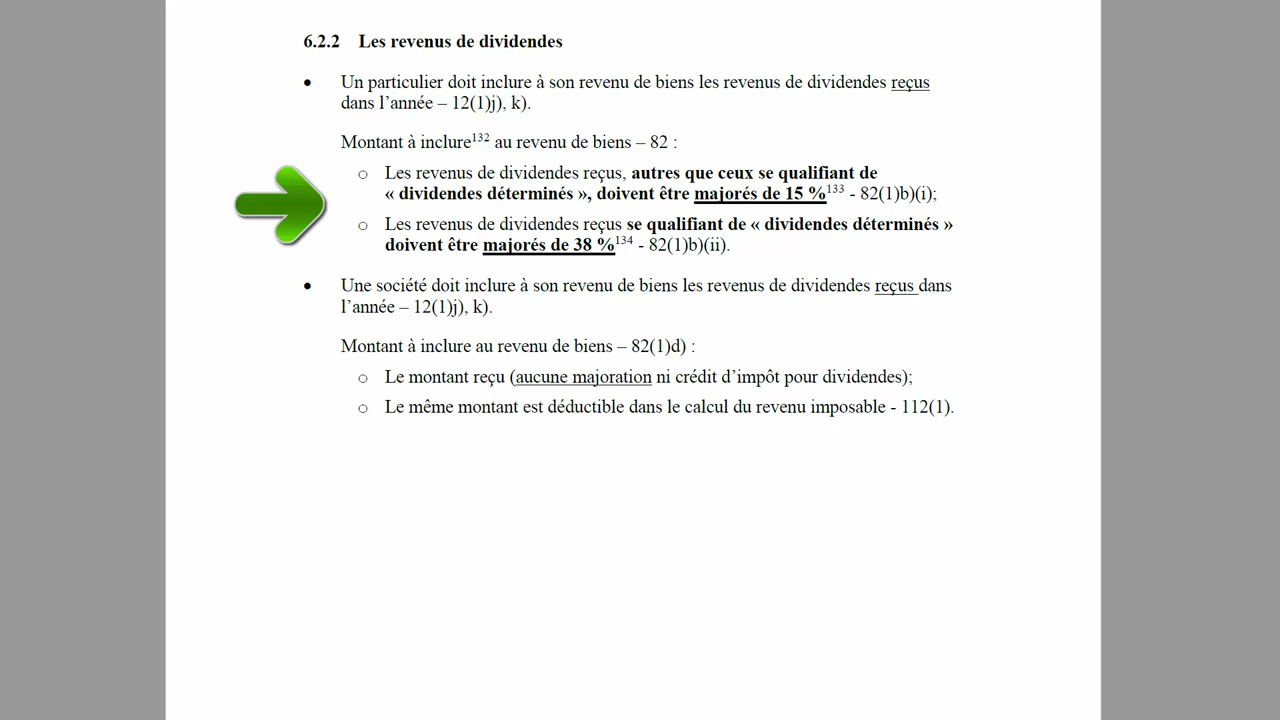 6.2.2 Les revenus de dividendes
• Un particulier doit inclure à son revenu de biens les revenus de dividendes reçus
dans l'année – 12(1)j), k).
Montant à inclure132 au revenu de biens – 82 :
o Les revenus de dividendes reçus, autres que ceux se qualifiant de
« dividendes déterminés », doivent être majorés de 15 %133 - 82(1)b)(i);
o Les revenus de dividendes reçus se qualifiant de « dividendes déterminés »
doivent être majorés de 38 %134 - 82(1)b)(ii).
• Une société doit inclure à son revenu de biens les revenus de dividendes reçus dans
l'année – 12(1)j), k).
Montant à inclure au revenu de biens – 82(1)d) :
o Le montant reçu (aucune majoration ni crédit d'impôt pour dividendes);
o Le même montant est déductible dans le calcul du revenu imposable - 112(1).